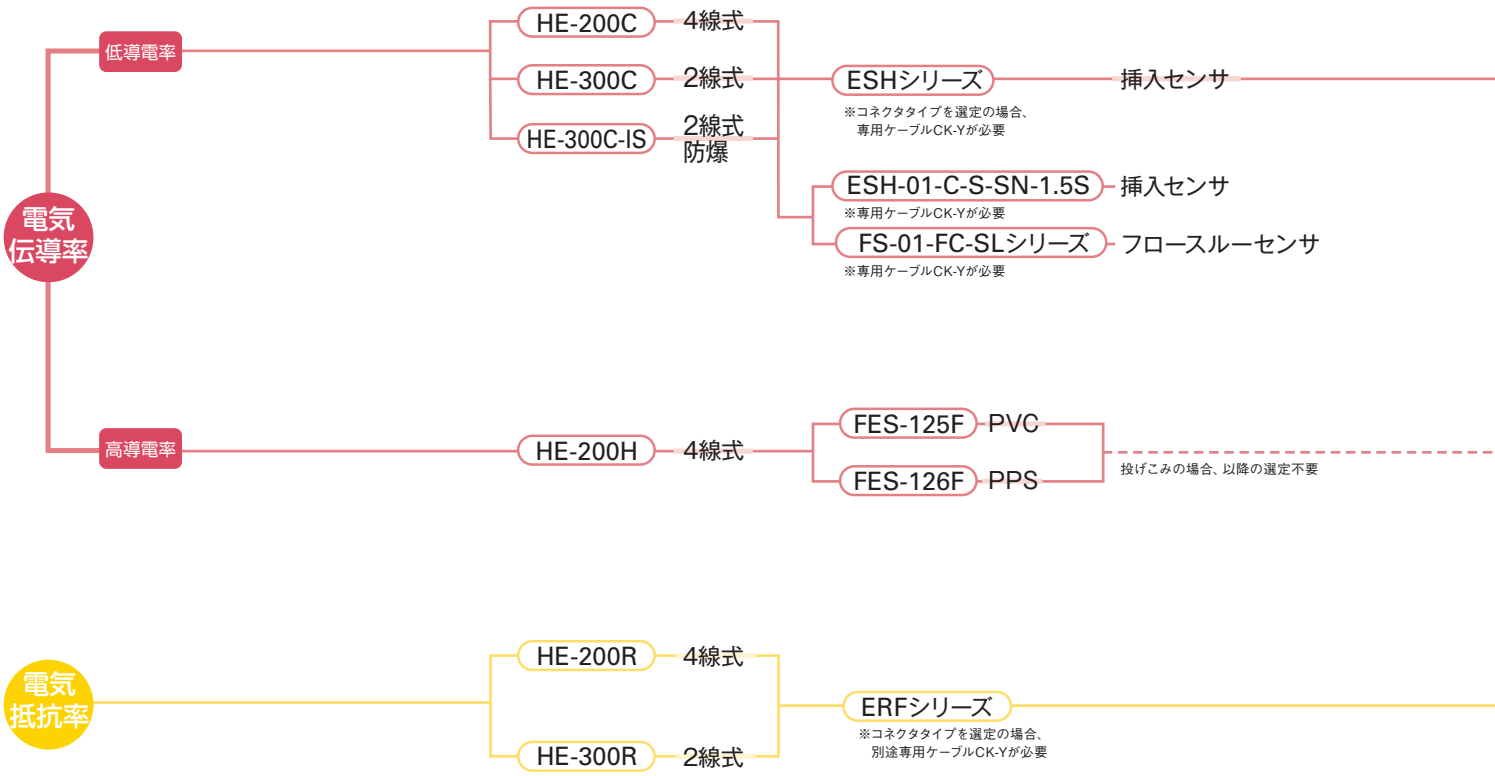 電気
伝導率
低導電率
HE-200C
4線式
HE-300C
2線式
HE-300C-IS
2線式
防爆
ESHシリーズ
挿入センサ
※コネクタタイプを選定の場合、
専用ケーブルCK-Yが必要
ESH-01-C-S-SN-1.5S
挿入センサ
※専用ケーブルCK-Yが必要
FS-01-FC-SLシリーズ
フロースルーセンサ
※専用ケーブルCK-Yが必要
高導電率
HE-200H
4線式
FES-125F
PVC
FES-126F
PPS
投げこみの場合、以降の選定不要
電気
抵抗率
HE-200R
4線式
HE-300R
2線式
ERFシリーズ
※コネクタタイプを選定の場合、
別途専用ケーブルCK-Yが必要